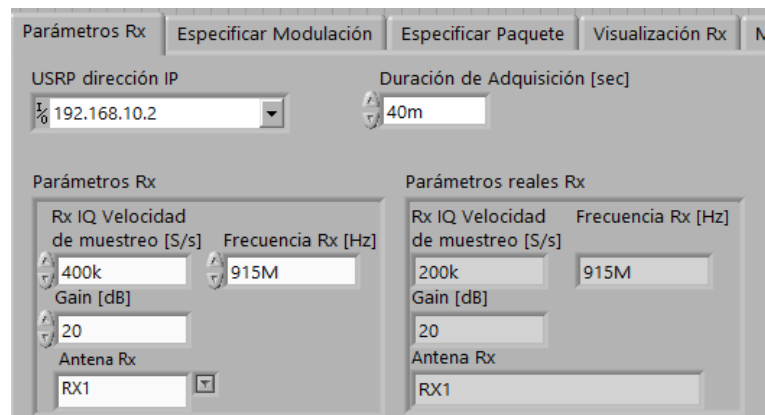 Parámetros Rx Especificar Modulación Especificar Paquete Visualización Rx
USRP dirección IP Duración de Adquisición [sec]
192.168.10.2 40m
Parámetros Rx Parámetros reales Rx
Rx IQ Velocidad Rx IQ Velocidad Frecuencia Rx [Hz]
de muestreo [S/s] Frecuencia Rx [Hz] de muestreo [S/s]
400k 915M 200k 915M
Gain [dB] Gain [dB]
20 20
Antena Rx Antena Rx
RX1 RX1